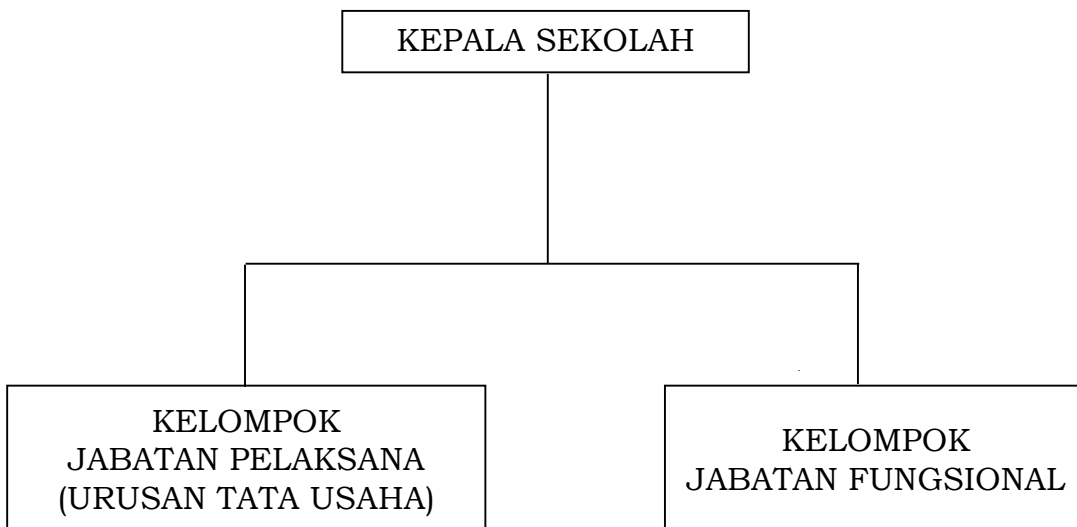 KEPALA SEKOLAH
KELOMPOK
JABATAN PELAKSANA
(URUSAN TATA USAHA)
KELOMPOK
JABATAN FUNGSIONAL